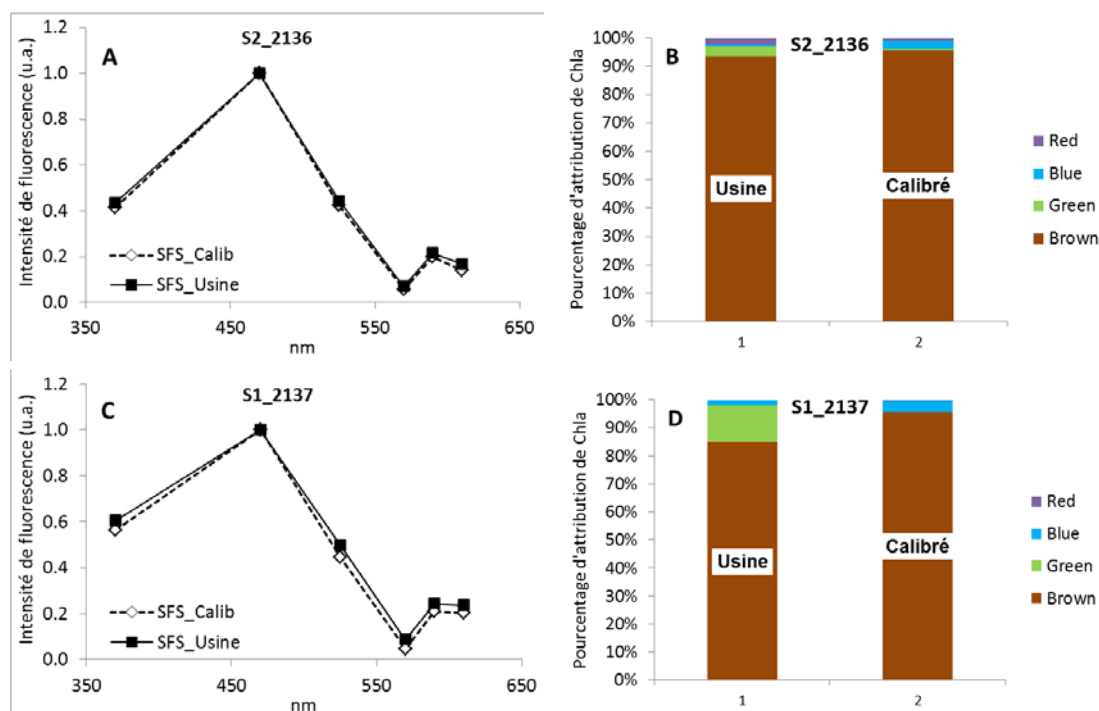 A
S2_2136
Intensité de fluorescence (u.a.)
1.2
1.0
0.8
0.6
0.4
0.2
0.0
350
450
550
650
nm
SFS_Calib
SFS_Usine
B
S2_2136
Pourcentage d'attribution de Chla
100%
90%
80%
70%
60%
50%
40%
30%
20%
10%
0%
Usine
Calibré
1
2
Red
Blue
Green
Brown
C
S1_2137
Intensité de fluorescence (u.a.)
1.2
1.0
0.8
0.6
0.4
0.2
0.0
350
450
550
650
nm
SFS_Calib
SFS_Usine
D
S1_2137
Pourcentage d'attribution de Chla
100%
90%
80%
70%
60%
50%
40%
30%
20%
10%
0%
Usine
Calibré
1
2
Red
Blue
Green
Brown